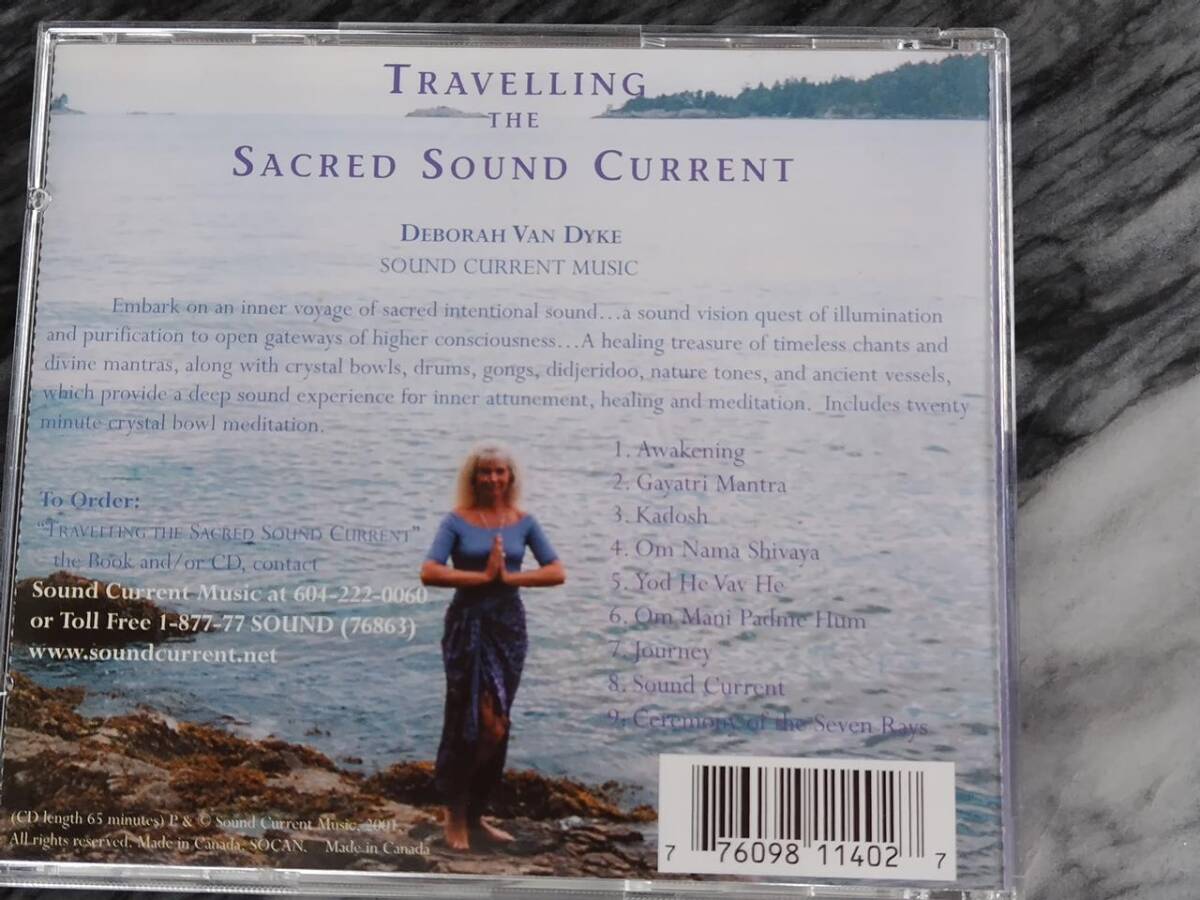 TRAVELLING
THE
SACRED SOUND CURRENT
DEBORAH VAN DYKE
SOUND CURRENT MUSIC
Embark on an inner voyage of sacred intentional sound...a sound vision quest of illumination
and purification to open gateways of higher consciousness...A healing treasure of timeless chants and
divine mantras, along with crystal bowls, drums, gongs, didjeridoo, nature tones, and ancient vessels,
which provide a deep sound experience for inner attunement, healing and meditation. Includes twenty
minute crystal bowl meditation.
To Order:
"TRAVELLING THE SACRED SOUND CURRENT"
the Book and/or CD, contact
Sound Current Music at 604-222-0060
or Toll Free 1-877-77 SOUND (76863)
www.soundcurrent.net
1. Awakening
2. Gayatri Mantra
3. Kadosh
4. Om Nama Shivaya
5. Yod He Vav He
6. Om Mani Padme Hum
7. Journey
8. Sound Current
9. Ceremony of the Seven Rays
(CD length 65 minutes) P & © Sound Current Music, 2001
All rights reserved. Made in Canada. SOCAN. Made in Canada
7 76098 11402 7